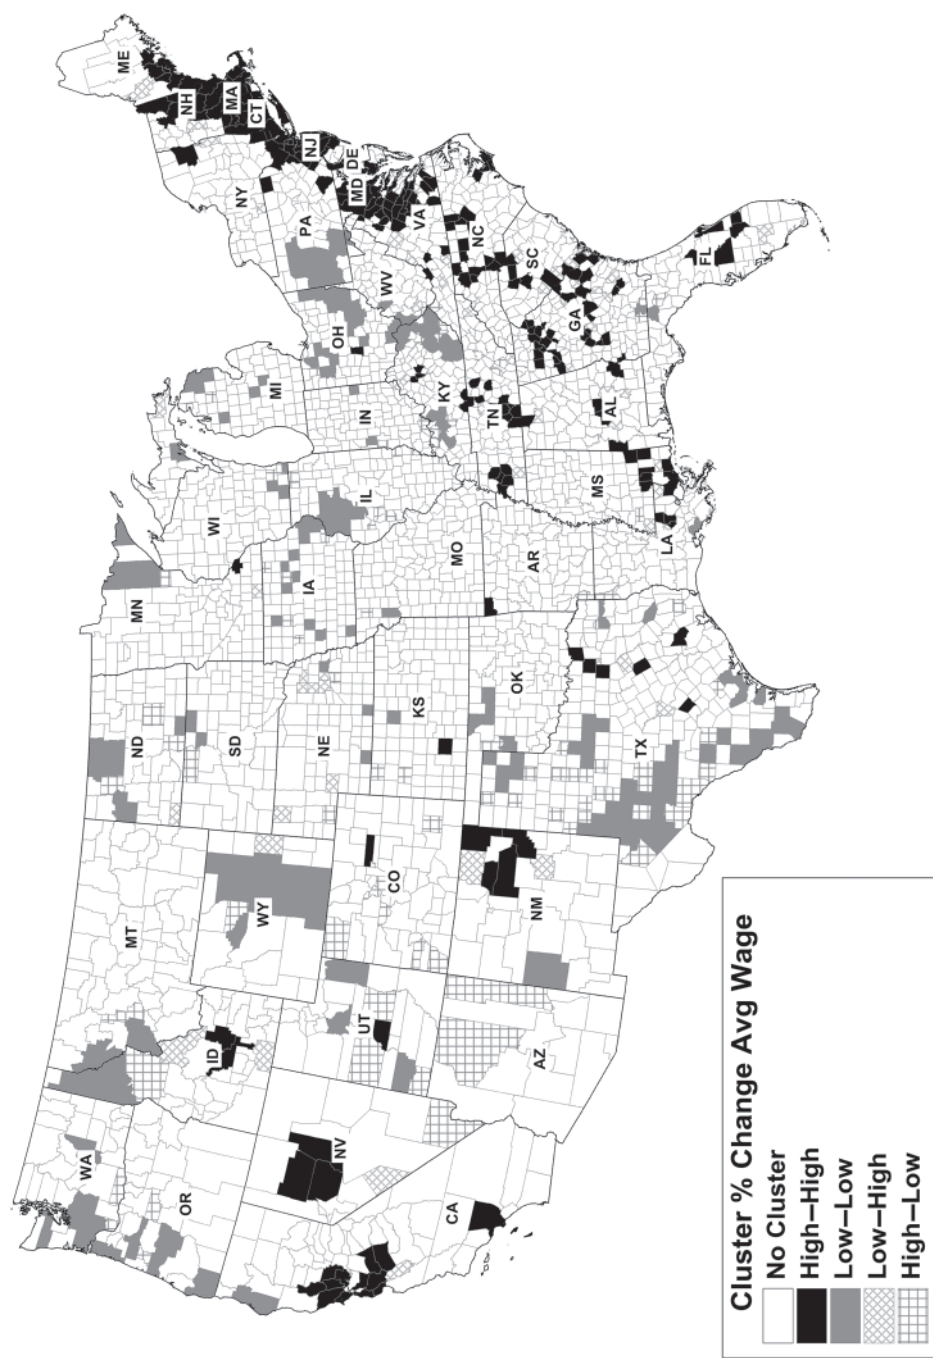 Cluster % Change Avg Wage
No Cluster
High–High
Low–Low
Low–High
High–Low
WA
OR
CA
NV
ID
MT
WY
UT
AZ
CO
NM
ND
SD
NE
KS
OK
TX
MN
IA
MO
AR
LA
WI
IL
MS
MI
IN
KY
TN
AL
OH
WV
GA
FL
SC
NC
VA
PA
NY
MD
DE
NJ
CT
MA
NH
ME